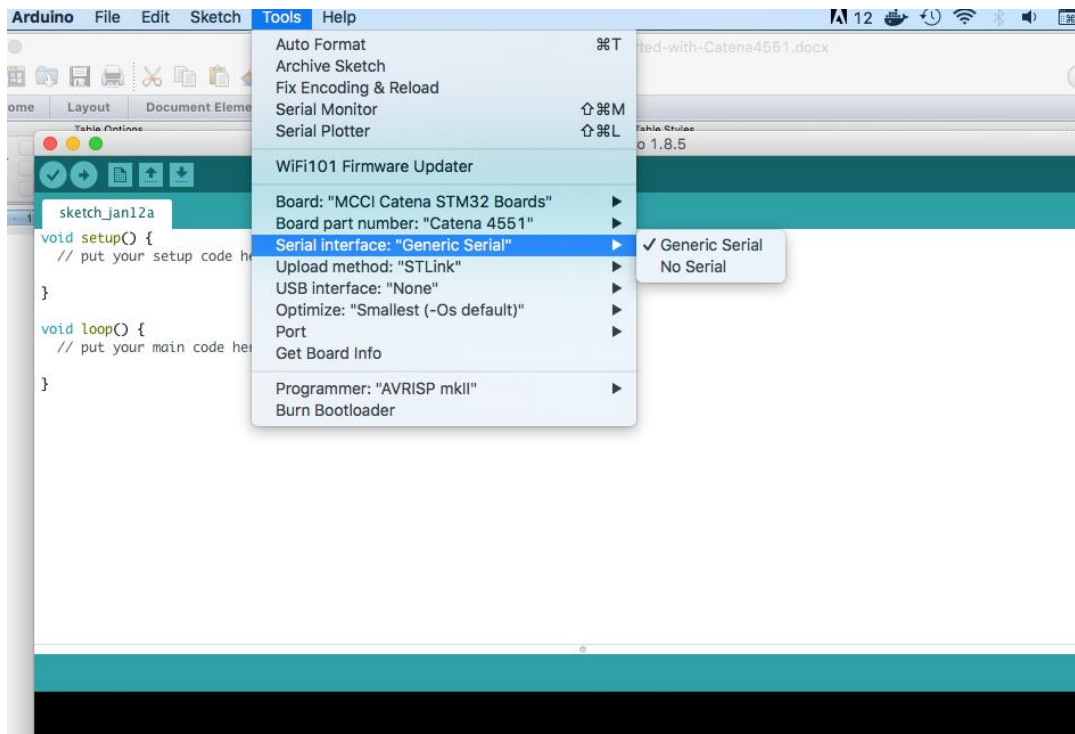 Arduino File Edit Sketch Tools Help 12
ted-with-Catena4551.docx
ome Layout Document Eleme
Table Options Table Styles
o 1.8.5
Auto Format ⌘T
Archive Sketch
Fix Encoding & Reload
Serial Monitor ⇧⌘M
Serial Plotter ⇧⌘L
WiFi101 Firmware Updater
Board: "MCCI Catena STM32 Boards"
Board part number: "Catena 4551"
Serial interface: "Generic Serial"
Upload method: "STLink"
USB interface: "None"
Optimize: "Smallest (-Os default)"
Port
Get Board Info
Programmer: "AVRISP mkII"
Burn Bootloader
✓ Generic Serial
No Serial
sketch_jan12a
void setup() {
// put your setup code he
}
void loop() {
// put your main code her
}